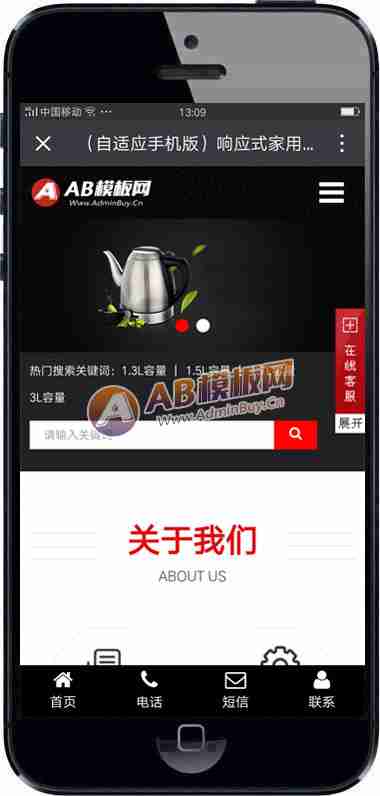 中国移动 ··· 13:09
（自适应手机版）响应式家用...
AB模板网
Www.AdminBuy.Cn
热门搜索关键词: 1.3L容量 | 1.5L容量
3L容量
AB模板网
www.AdminBuy.Cn
请输入关键词
在线客服
展开
关于我们
ABOUT US
首页 电话 短信 联系